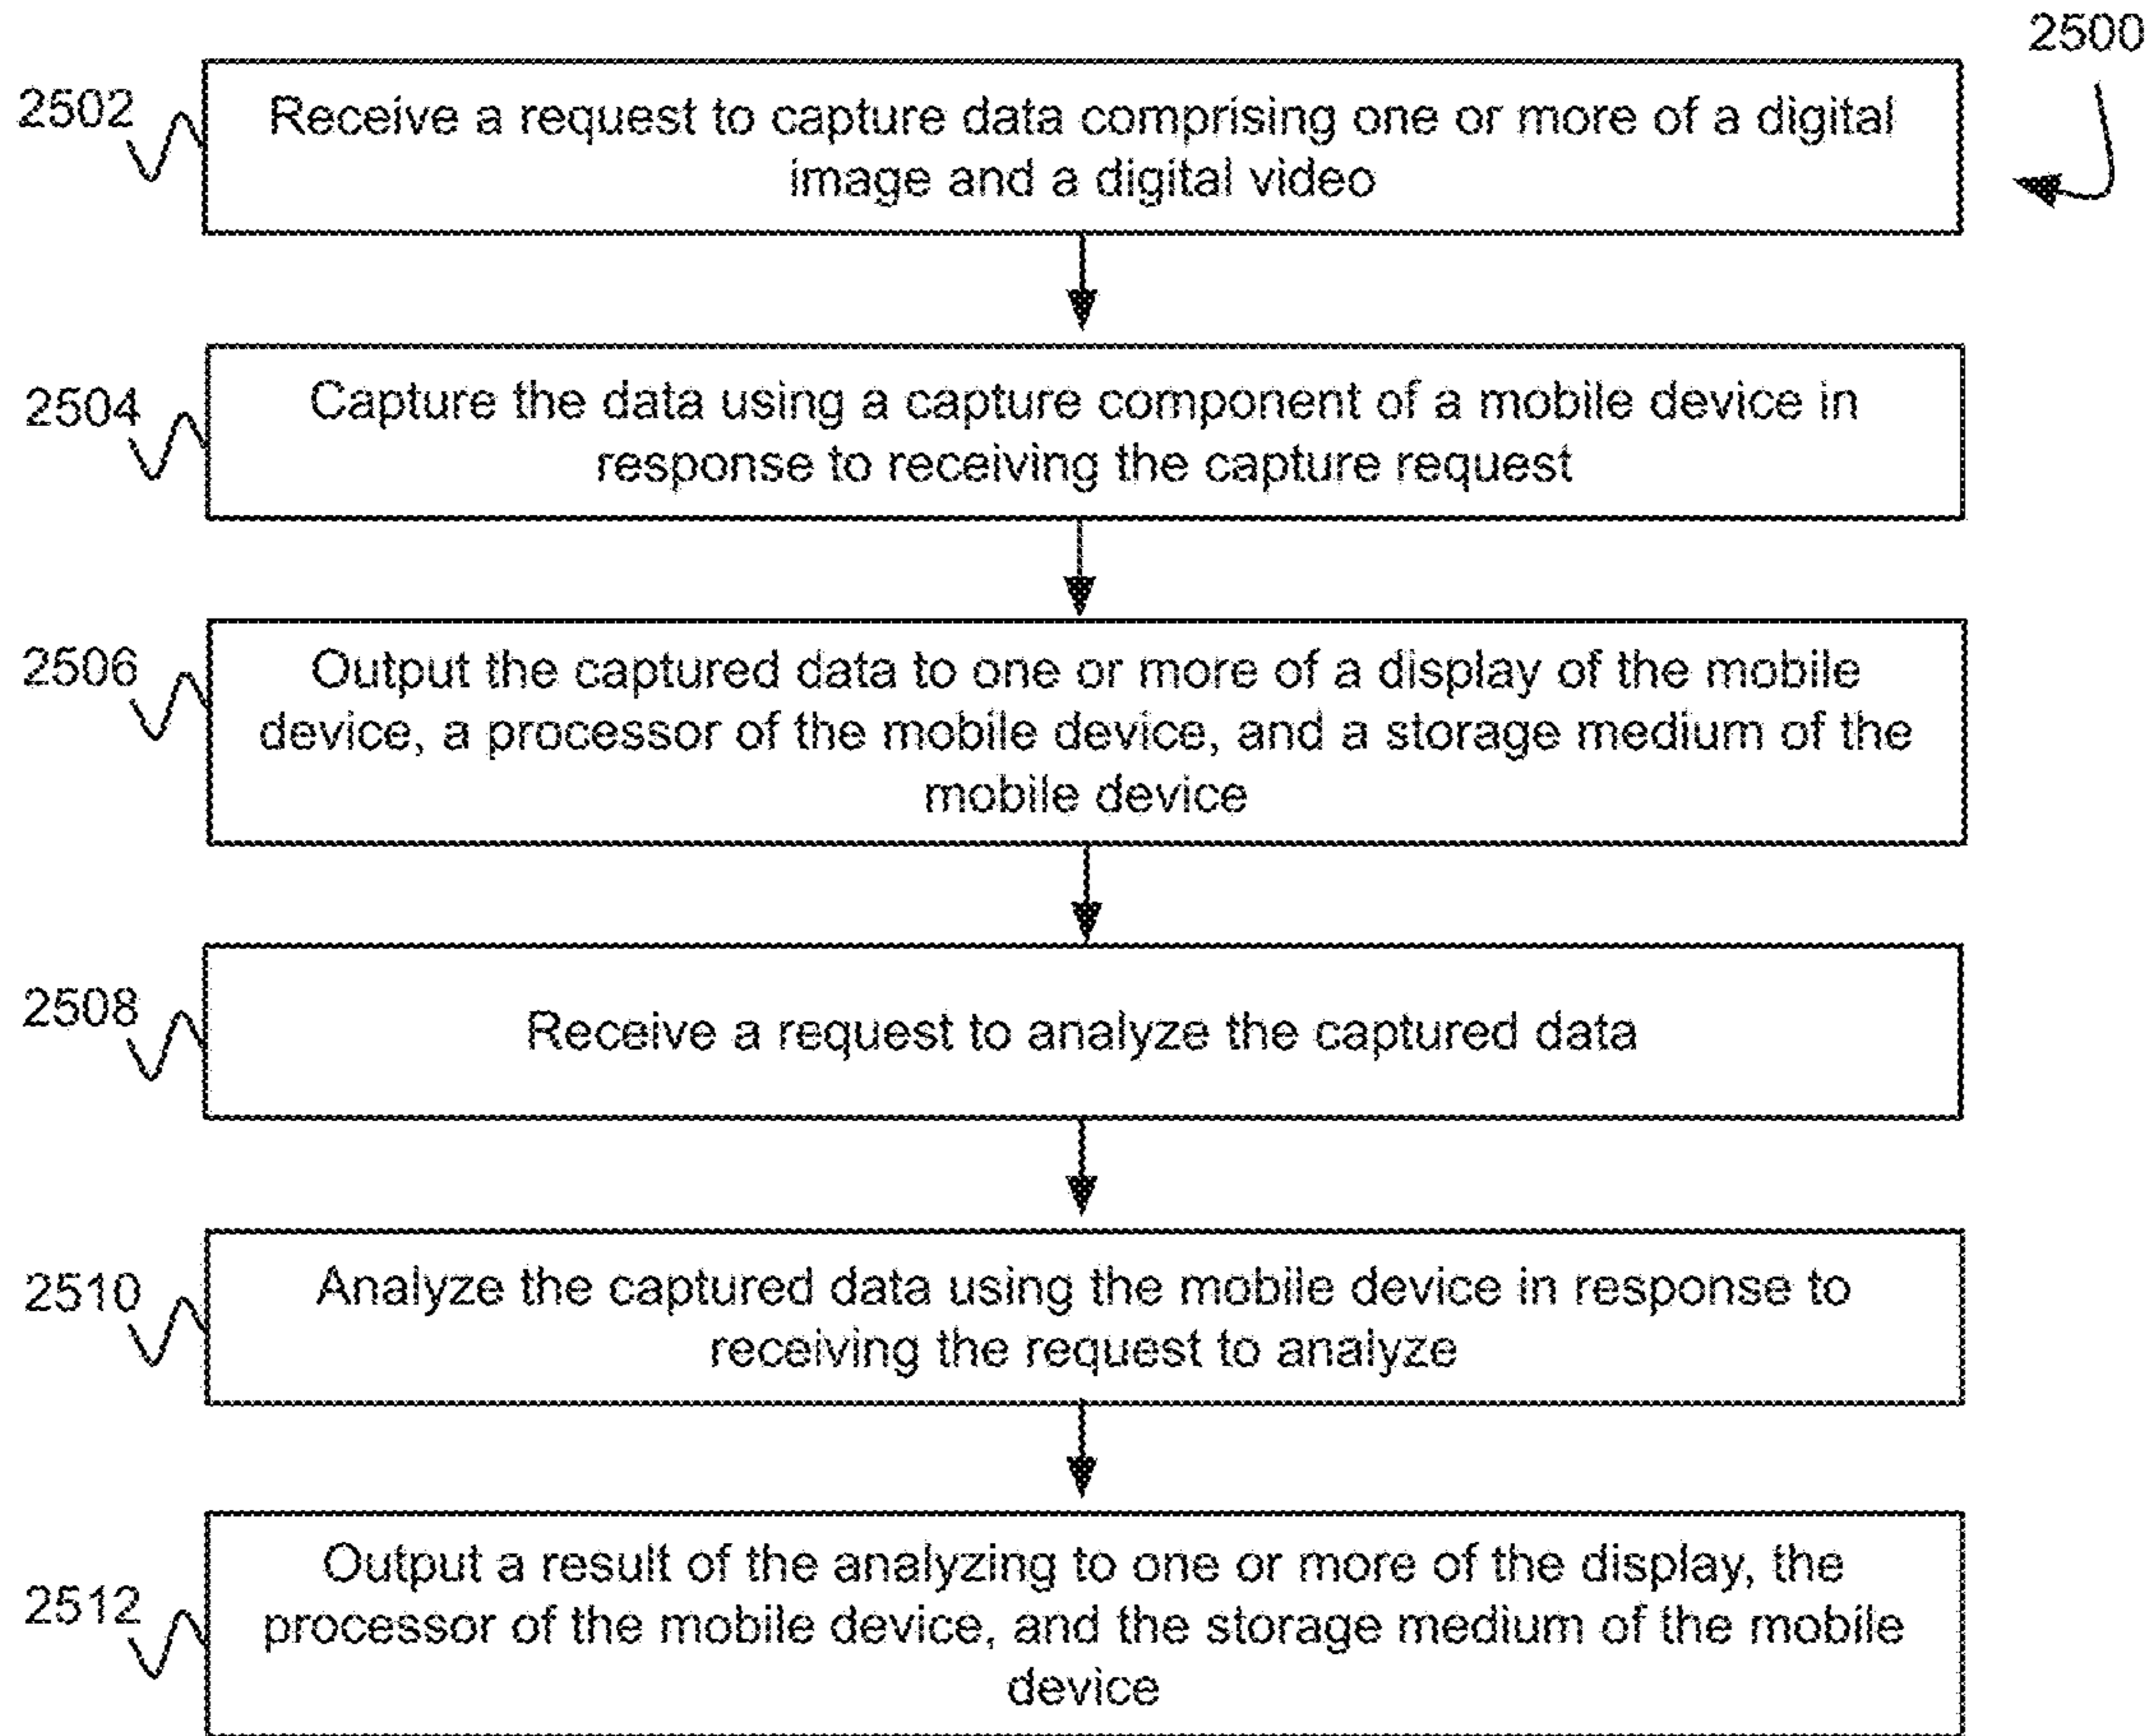 2500
2502
Receive a request to capture data comprising one or more of a digital
image and a digital video
2504
Capture the data using a capture component of a mobile device in
response to receiving the capture request
2506
Output the captured data to one or more of a display of the mobile
device, a processor of the mobile device, and a storage medium of the
mobile device
2508
Receive a request to analyze the captured data
2510
Analyze the captured data using the mobile device in response to
receiving the request to analyze
2512
Output a result of the analyzing to one or more of the display, the
processor of the mobile device, and the storage medium of the mobile
device